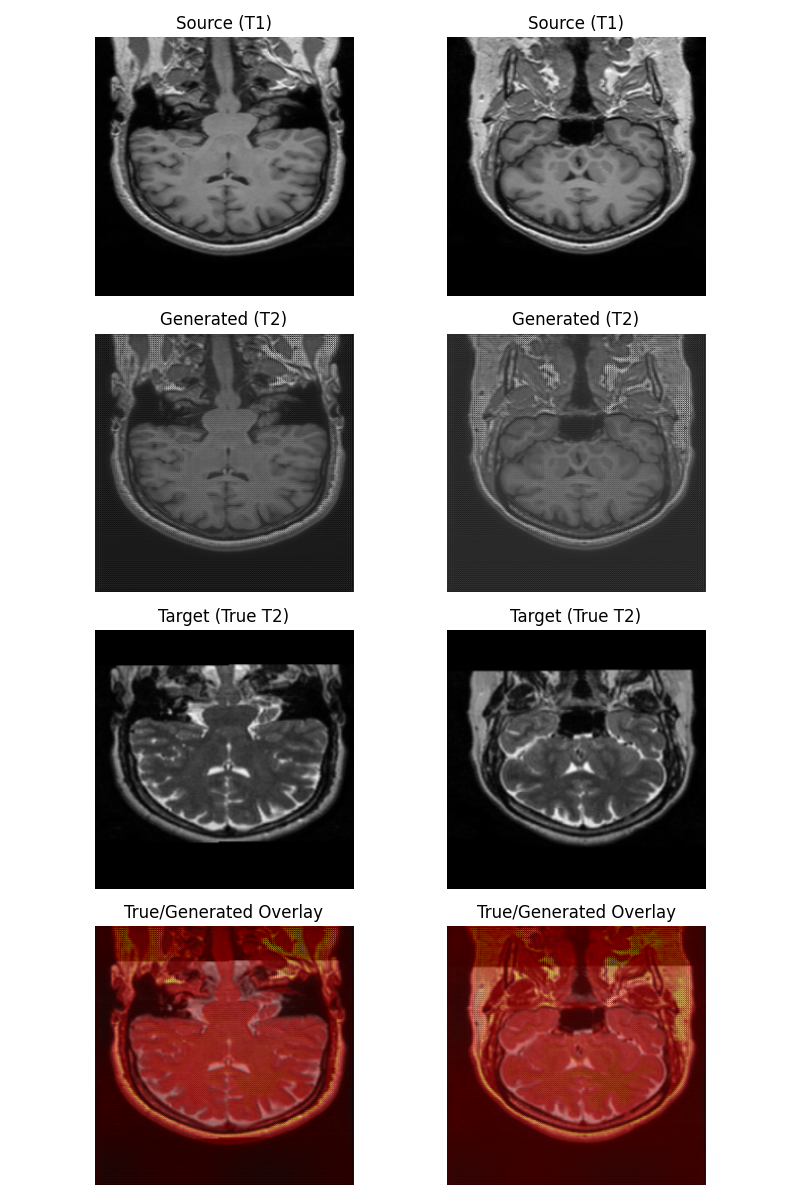 Source (T1)
Source (T1)
Generated (T2)
Generated (T2)
Target (True T2)
Target (True T2)
True/Generated Overlay
True/Generated Overlay